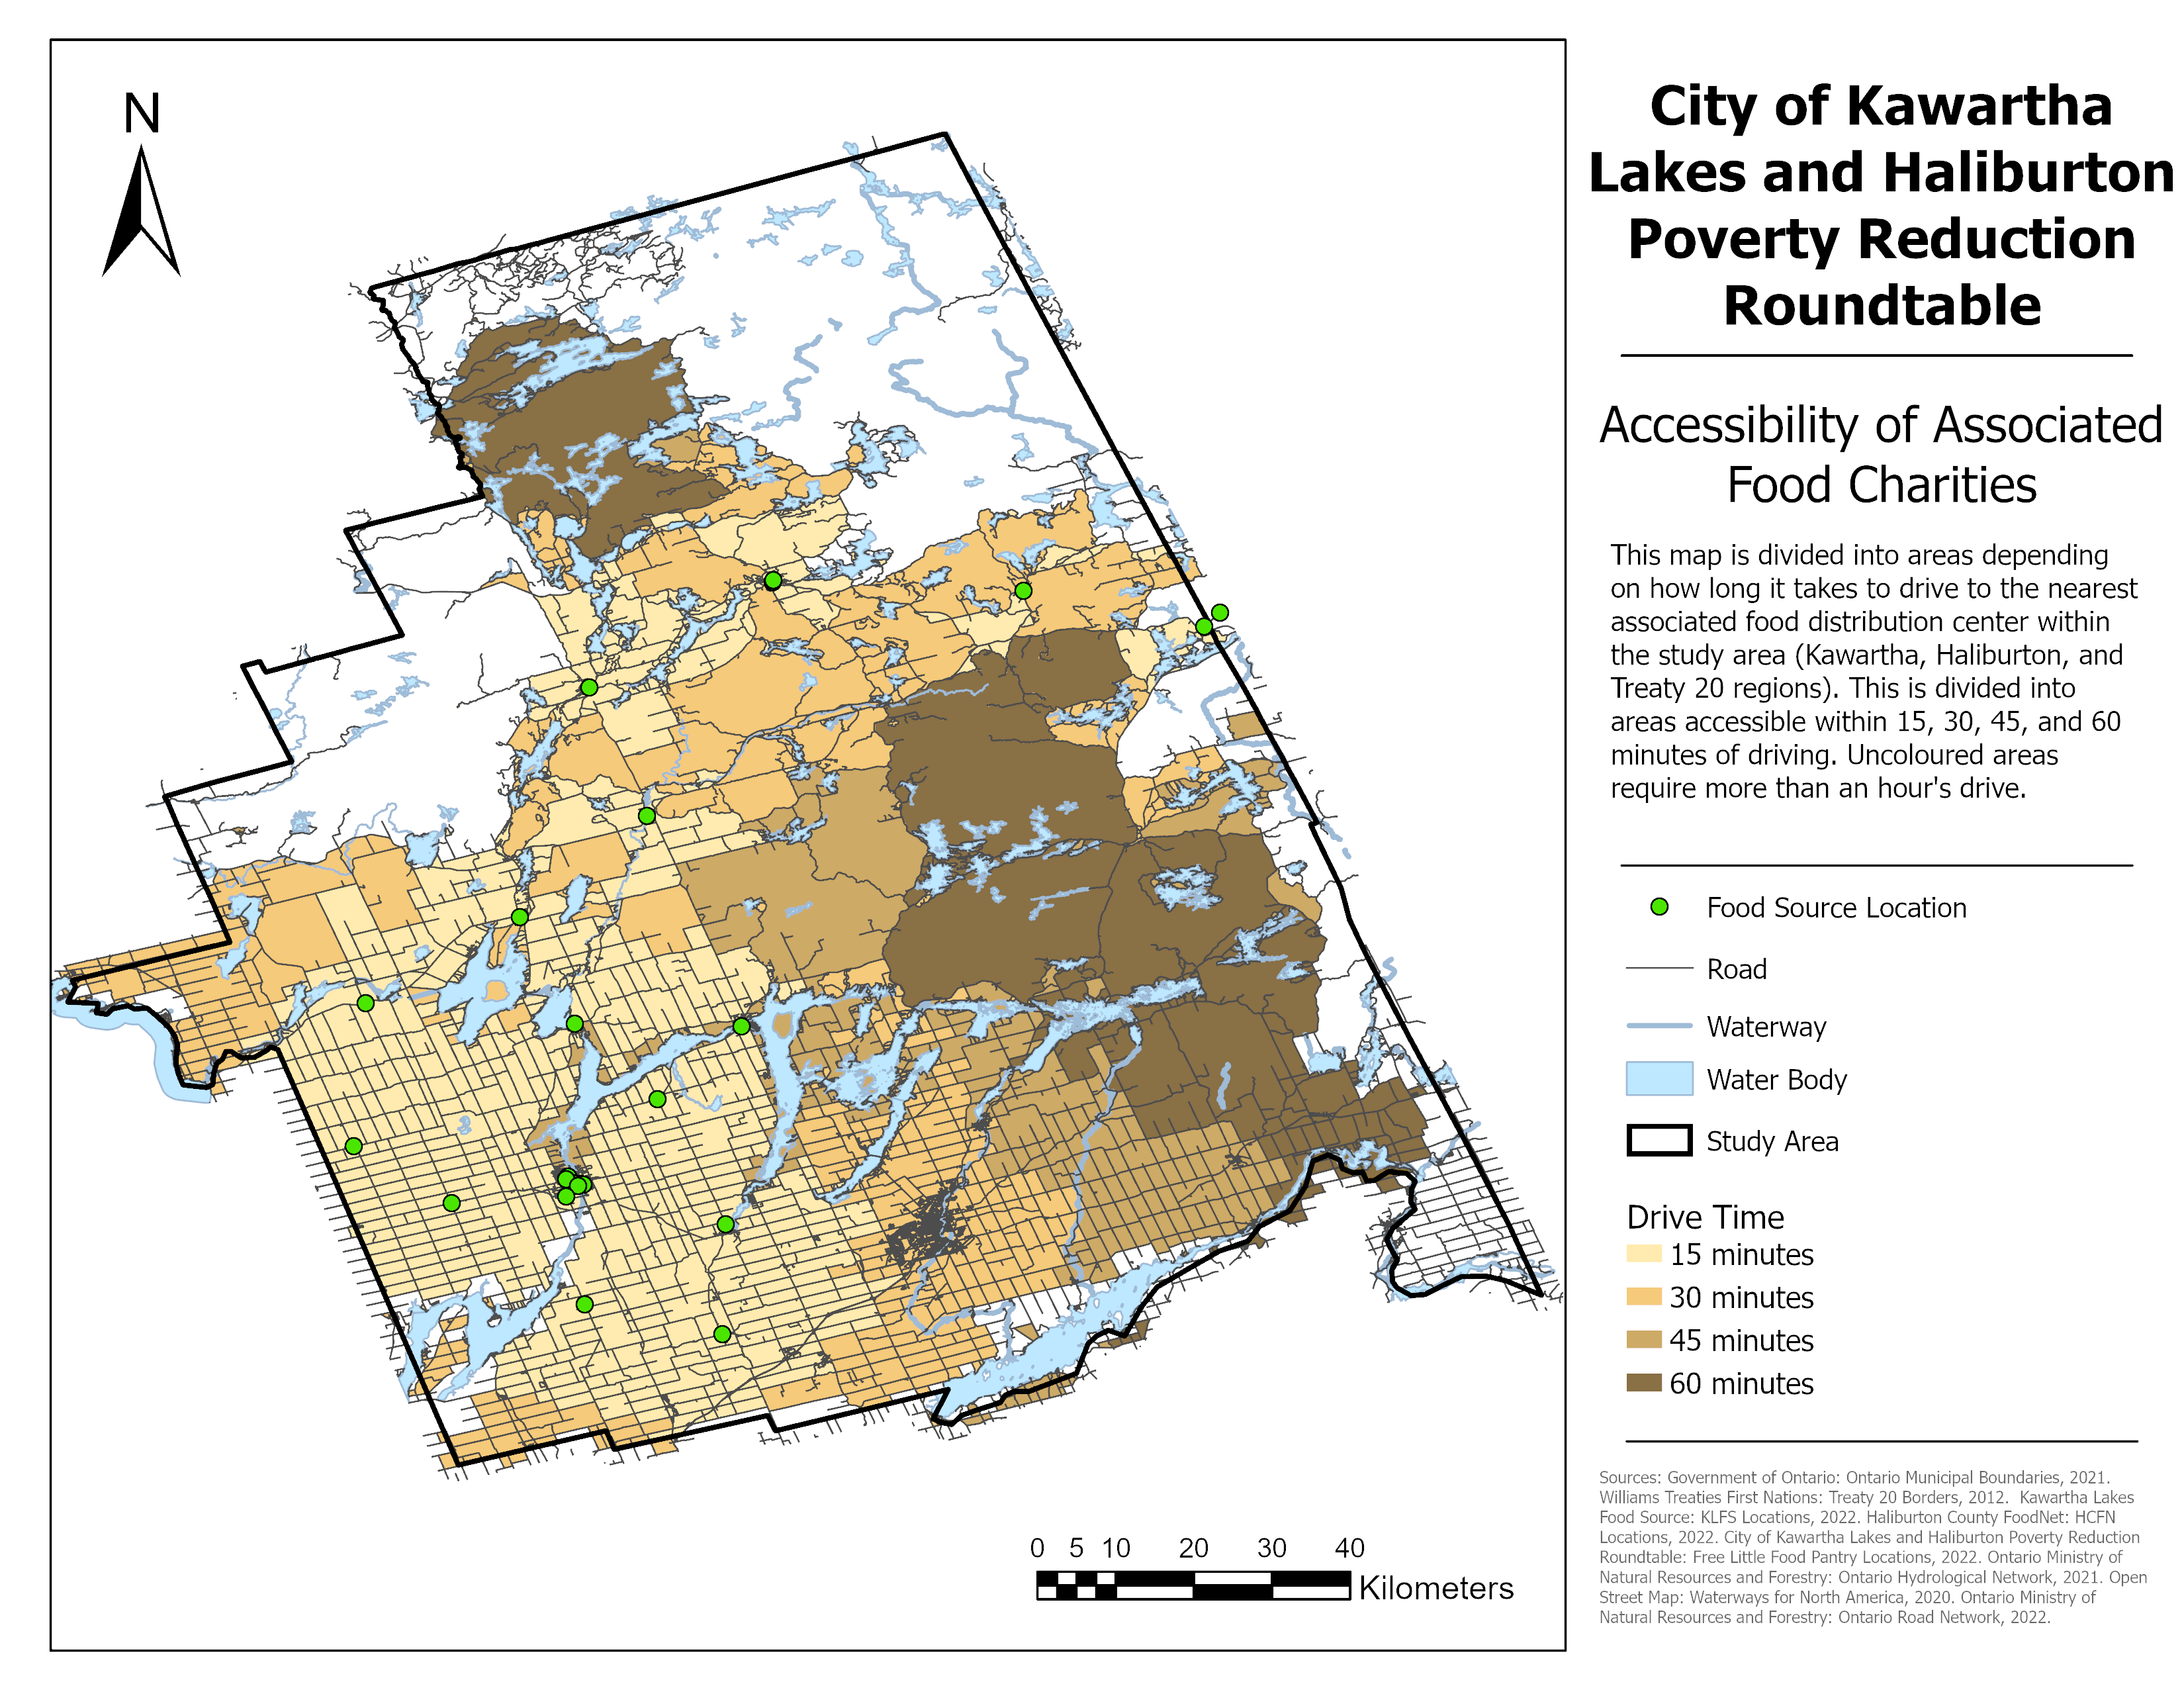 N
City of Kawartha
Lakes and Haliburton
Poverty Reduction
Roundtable
Accessibility of Associated
Food Charities
This map is divided into areas depending
on how long it takes to drive to the nearest
associated food distribution center within
the study area (Kawartha, Haliburton, and
Treaty 20 regions). This is divided into
areas accessible within 15, 30, 45, and 60
minutes of driving. Uncoloured areas
require more than an hour's drive.
Food Source Location
Road
Waterway
Water Body
Study Area
Drive Time
15 minutes
30 minutes
45 minutes
60 minutes
0 5 10 20 30 40
Kilometers
Sources: Government of Ontario: Ontario Municipal Boundaries, 2021.
Williams Treaties First Nations: Treaty 20 Borders, 2012. Kawartha Lakes
Food Source: KLFS Locations, 2022. Haliburton County FoodNet: HCFN
Locations, 2022. City of Kawartha Lakes and Haliburton Poverty Reduction
Roundtable: Free Little Food Pantry Locations, 2022. Ontario Ministry of
Natural Resources and Forestry: Ontario Hydrological Network, 2021. Open
Street Map: Waterways for North America, 2020. Ontario Ministry of
Natural Resources and Forestry: Ontario Road Network, 2022.